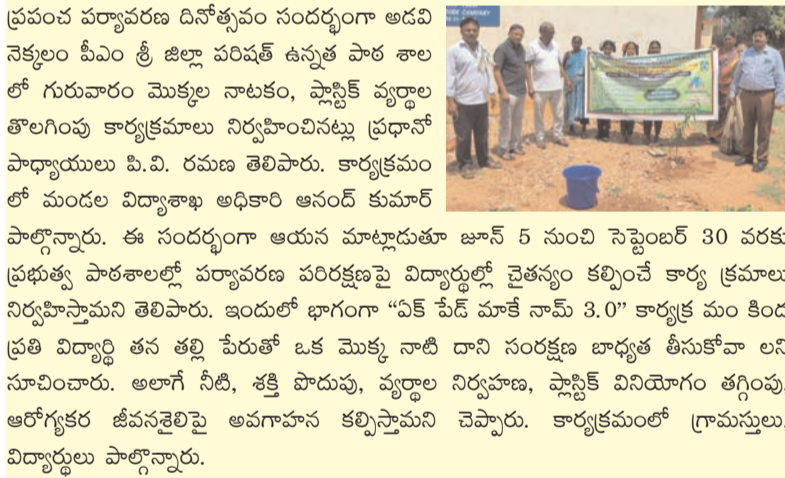 ప్రపంచ పర్యావరణ దినోత్సవం సందర్భంగా అడవి
నెక్కలం పీఎం శ్రీ జిల్లా పరిషత్ ఉన్నత పాఠ శాల
లో గురువారం మొక్కల నాటకం, ప్లాస్టిక్ వ్యర్థాల
తొలగింపు కార్యక్రమాలు నిర్వహించినట్లు ప్రధానో
పాధ్యాయులు పి.వి. రమణ తెలిపారు. కార్యక్రమం
లో మండల విద్యాశాఖ అధికారి ఆనంద్ కుమార్
పాల్గొన్నారు. ఈ సందర్భంగా ఆయన మాట్లాడుతూ జూన్ 5 నుంచి సెప్టెంబర్ 30 వరకు
ప్రభుత్వ పాఠశాలల్లో పర్యావరణ పరిరక్షణపై విద్యార్థుల్లో చైతన్యం కల్పించే కార్య క్రమాలు
నిర్వహిస్తామని తెలిపారు. ఇందులో భాగంగా “ఏక్ పేడ్ మాకే నామ్ 3.0” కార్యక్ర మం కింద
ప్రతి విద్యార్థి తన తల్లి పేరుతో ఒక మొక్క నాటి దాని సంరక్షణ బాధ్యత తీసుకోవా లని
సూచించారు. అలాగే నీటి, శక్తి పొదుపు, వ్యర్థాల నిర్వహణ, ప్లాస్టిక్ వినియోగం తగ్గింపు,
ఆరోగ్యకర జీవనశైలిపై అవగాహన కల్పిస్తామని చెప్పారు. కార్యక్రమంలో గ్రామస్తులు,
విద్యార్థులు పాల్గొన్నారు.